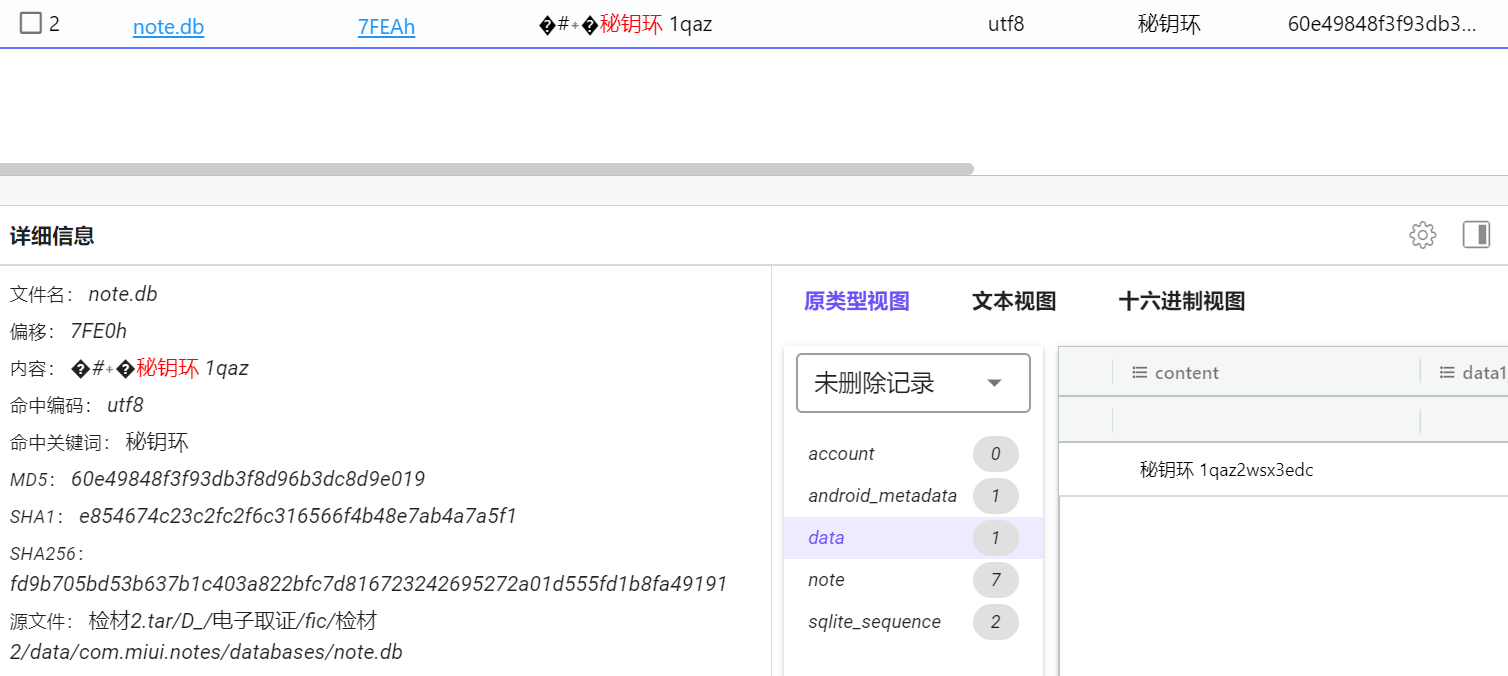 2 note.db 7FEAh �#+�秘钥环 1qaz utf8 秘钥环 60e49848f3f93db3...
详细信息
文件名： note.db
偏移： 7FE0h
内容： �#+�秘钥环 1qaz
命中编码： utf8
命中关键词： 秘钥环
MD5： 60e49848f3f93db3f8d96b3dc8d9e019
SHA1： e854674c23c2fc2f6c316566f4b48e7ab4a7a5f1
SHA256：
fd9b705bd53b637b1c403a822bfc7d816723242695272a01d555fd1b8fa49191
源文件： 检材2.tar/D_/电子取证/fic/检材
2/data/com.miui.notes/databases/note.db
原类型视图 文本视图 十六进制视图
未删除记录
account 0
android_metadata 1
data 1
note 7
sqlite_sequence 2
content data1
秘钥环 1qaz2wsx3edc